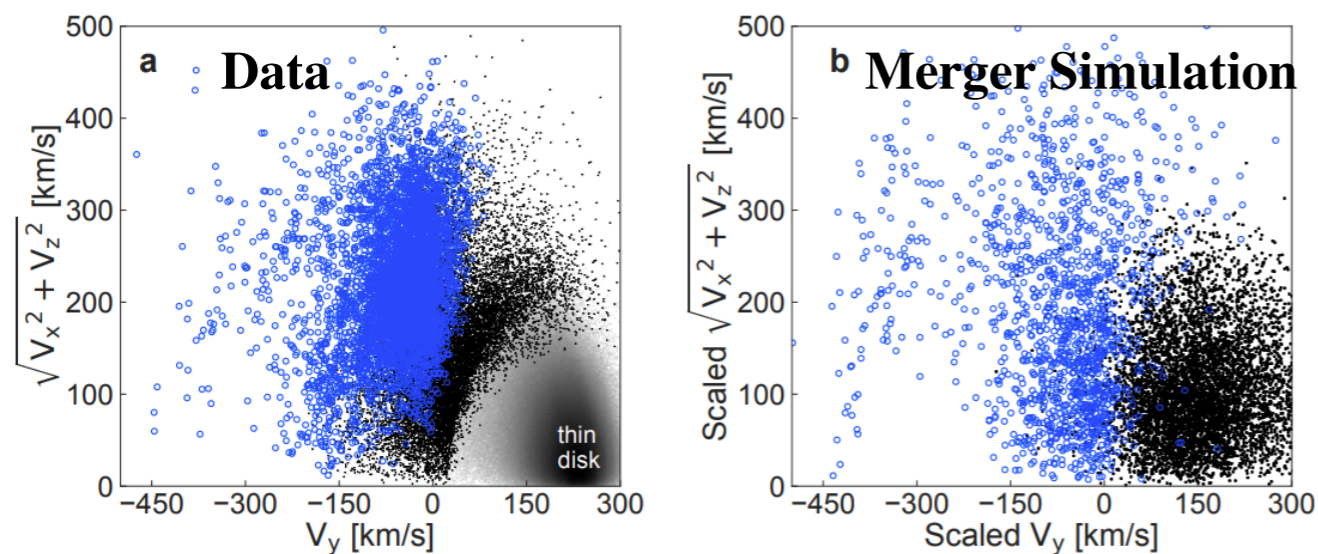 a Data
500
400
300
200
100
0
√Vx² + Vz² [km/s]
thin
disk
-450 -300 -150 0 150 300
Vy [km/s]
b Merger Simulation
500
400
300
200
100
0
Scaled √Vx² + Vz² [km/s]
-450 -300 -150 0 150 300
Scaled Vy [km/s]